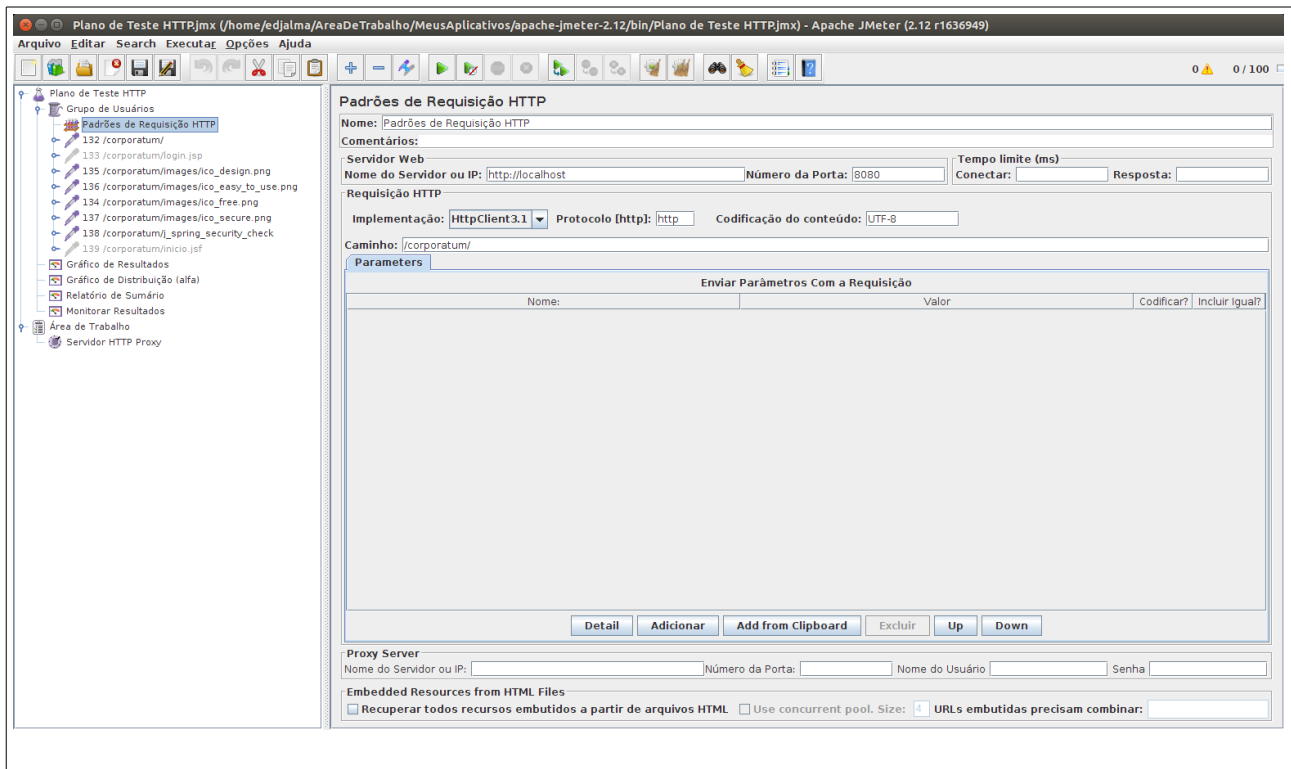 Plano de Teste HTTP.jmx (/home/edjalma/AreaDeTrabalho/MeusAplicativos/apache-jmeter-2.12/bin/Plano de Teste HTTP.jmx) - Apache JMeter (2.12 r1636949)
Arquivo Editar Search Executar Opções Ajuda
0 0 / 100
Plano de Teste HTTP
Grupo de Usuários
Padrões de Requisição HTTP
132 /corporatum/
133 /corporatum/login.jsp
135 /corporatum/images/ico_design.png
136 /corporatum/images/ico_easy_to_use.png
134 /corporatum/images/ico_free.png
137 /corporatum/images/ico_secure.png
138 /corporatum/j_spring_security_check
139 /corporatum/inicio.jsf
Gráfico de Resultados
Gráfico de Distribuição (alfa)
Relatório de Sumário
Monitorar Resultados
Área de Trabalho
Servidor HTTP Proxy
Padrões de Requisição HTTP
Nome: Padrões de Requisição HTTP
Comentários:
Servidor Web Tempo limite (ms)
Nome do Servidor ou IP: http://localhost Número da Porta: 8080 Conectar: Resposta:
Requisição HTTP
Implementação: HttpClient3.1 Protocolo [http]: http Codificação do conteúdo: UTF-8
Caminho: /corporatum/
Parameters
Enviar Parâmetros Com a Requisição
Nome: Valor Codificar? Incluir Igual?
Detail Adicionar Add from Clipboard Excluir Up Down
Proxy Server
Nome do Servidor ou IP: Número da Porta: Nome do Usuário Senha
Embedded Resources from HTML Files
Recuperar todos recursos embutidos a partir de arquivos HTML Use concurrent pool. Size: 4 URLs embutidas precisam combinar: